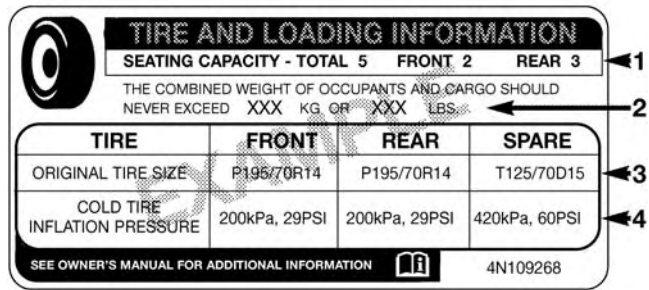 TIRE AND LOADING INFORMATION
SEATING CAPACITY - TOTAL 5 FRONT 2 REAR 3
1
THE COMBINED WEIGHT OF OCCUPANTS AND CARGO SHOULD
NEVER EXCEED XXX KG OR XXX LBS.
2
TIRE FRONT REAR SPARE
ORIGINAL TIRE SIZE P195/70R14 P195/70R14 T125/70D15
3
COLD TIRE
INFLATION PRESSURE 200kPa, 29PSI 200kPa, 29PSI 420kPa, 60PSI
4
SEE OWNER'S MANUAL FOR ADDITIONAL INFORMATION 4N109268
EXAMPLE